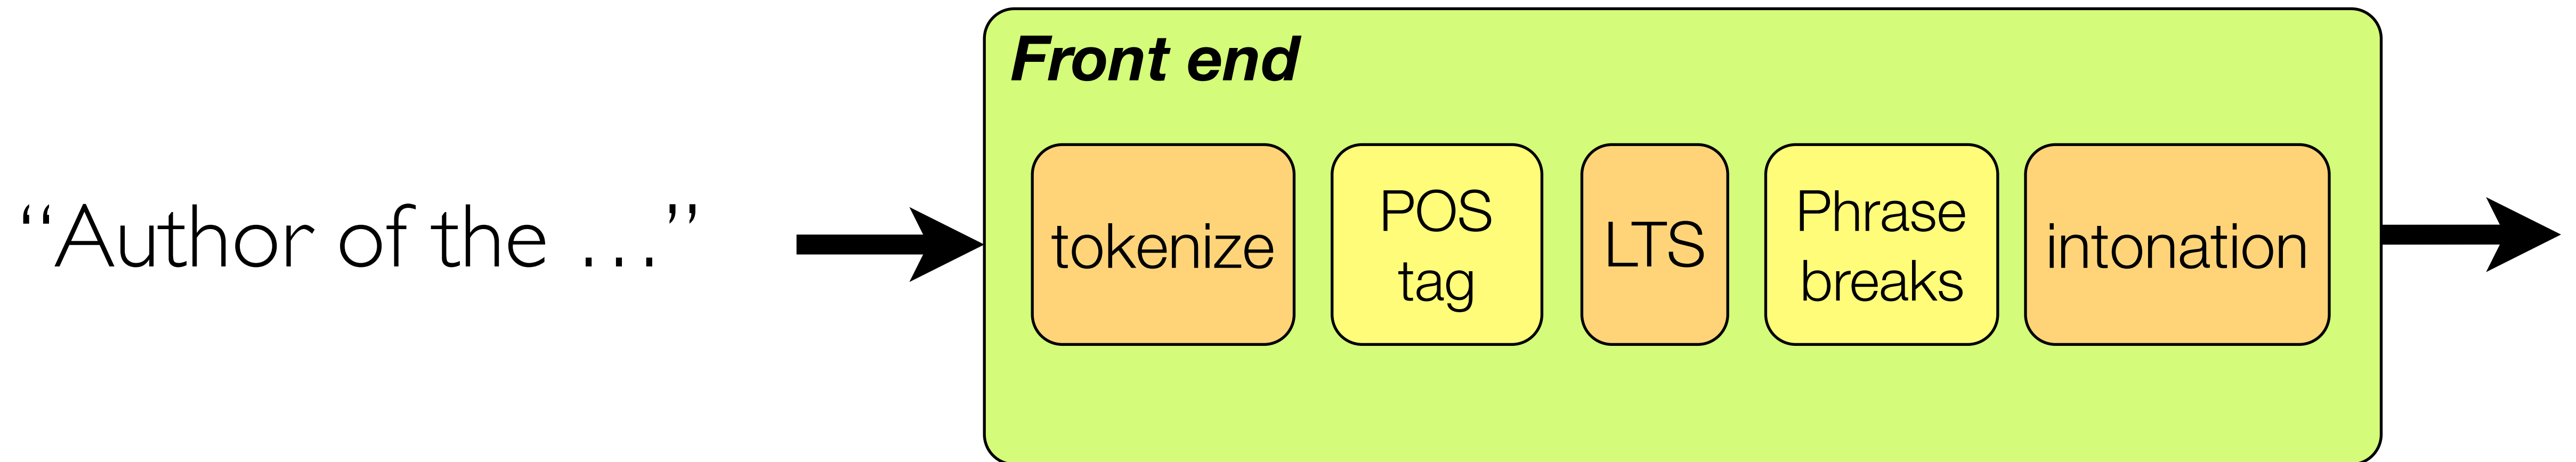 “Author of the …”
Front end
tokenize
POS
tag
LTS
Phrase
breaks
intonation